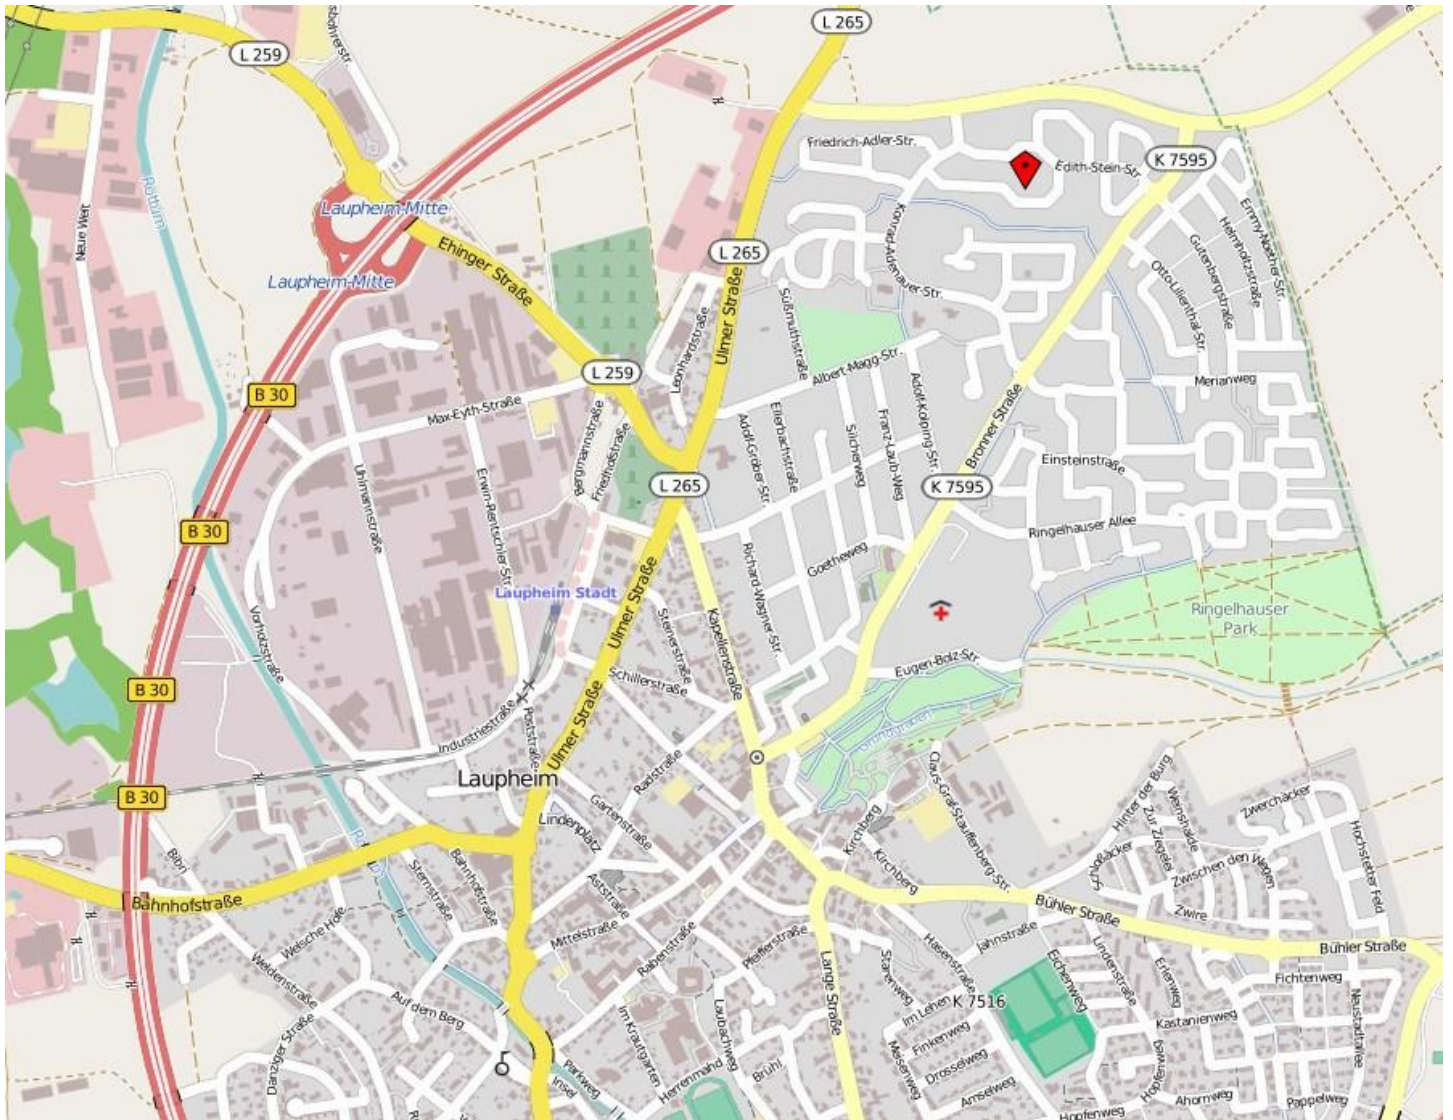 L 265
L 259
Friedrich-Adler-Str.
Edith-Stein-Str.
K 7595
Rottum
Neue Welt
Laupheim-Mitte
Konrad-Adenauer-Str.
Emmy-Noether-Str.
Helmholtzstraße
Gutenbergstraße
Otto-Lilienthal-Str.
Ehinger Straße
L 265
Laupheim-Mitte
Süßmuthstraße
Leonhardstraße
Ulmer Straße
Albert-Magg-Str.
L 259
B 30
Max-Eyth-Straße
Merianweg
Adolf-Kolping-Str.
Bronner Straße
Bergmannstraße
Friedhofstraße
Adolf-Gröber-Str.
Ellerbachstraße
Silcherweg
Franz-Laub-Weg
Einsteinstraße
Uhlmannstraße
Erwin-Rentschler-Str.
L 265
K 7595
B 30
Ringelhauser Allee
Goetheweg
Richard-Wagner-Str.
Laupheim Stadt
Ulmer Straße
Ringelhauser
Park
Vorholzstraße
Steinerstraße
Kapellenstraße
Schillerstraße
Eugen-Bolz-Str.
B 30
Industriestraße
Poststraße
Ulmer Straße
Grundgraben
Radstraße
Laupheim
B 30
Claus-Graf-Stauffenberg-Str.
Hinter der Burg
Weinshalde
Zur Ziegelei
Zwerchäcker
Gartenstraße
Lindenplatz
Kirchberg
Kirchberg
Schoßäcker
Zwischen den Wegen
Hochstetter Feld
Sternstraße
Bahnhofstraße
Aststraße
Bahnhofstraße
Bühler Straße
Zwire
Bühler Straße
Welsche Höfe
Mittelstraße
Rabenstraße
Pfeifferstraße
Hasenstraße
Jahnstraße
Lange Straße
Weldenstraße
Eichenweg
Lindenstraße
Erlenweg
Fichtenweg
Im Lehen
K 7516
Auf dem Berg
Im Krautgarten
Laubachweg
Finkenweg
Kastanienweg
Neustadtallee
Danziger Straße
Meisenweg
Drosselweg
Hopfenweg
Parkweg
Insel
Herrenmahd
Brühl
Amselweg
Hopfenweg
Ahornweg
Pappelweg